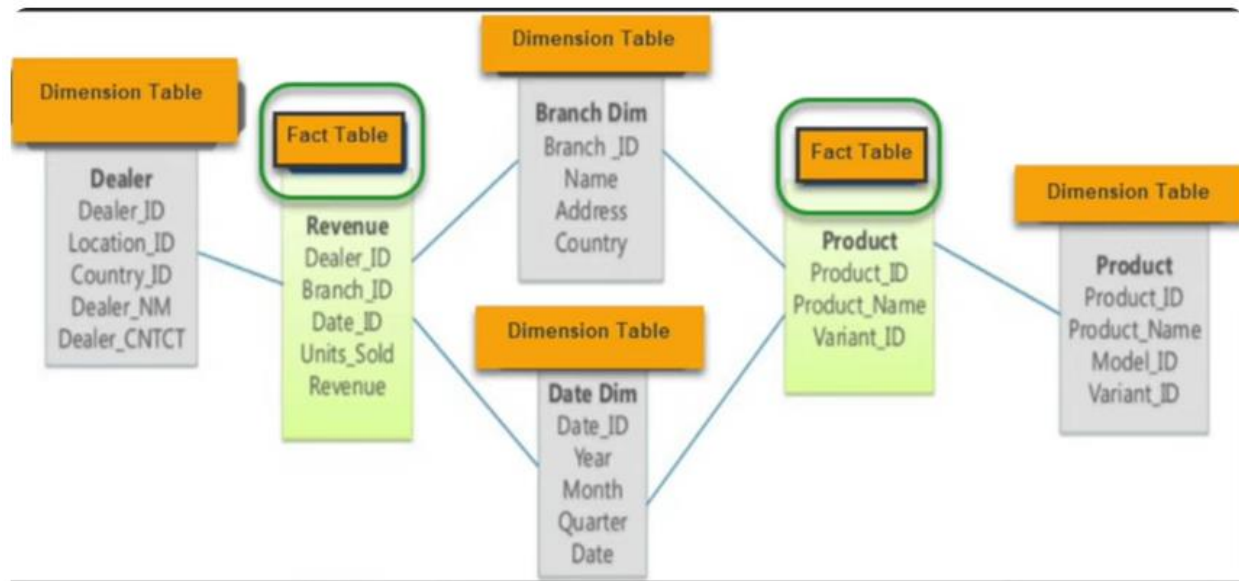 Dimension Table
Dealer
Dealer_ID
Location_ID
Country_ID
Dealer_NM
Dealer_CNTCT
Fact Table
Revenue
Dealer_ID
Branch_ID
Date_ID
Units_Sold
Revenue
Dimension Table
Branch Dim
Branch _ID
Name
Address
Country
Dimension Table
Date Dim
Date_ID
Year
Month
Quarter
Date
Fact Table
Product
Product_ID
Product_Name
Variant_ID
Dimension Table
Product
Product_ID
Product_Name
Model_ID
Variant_ID